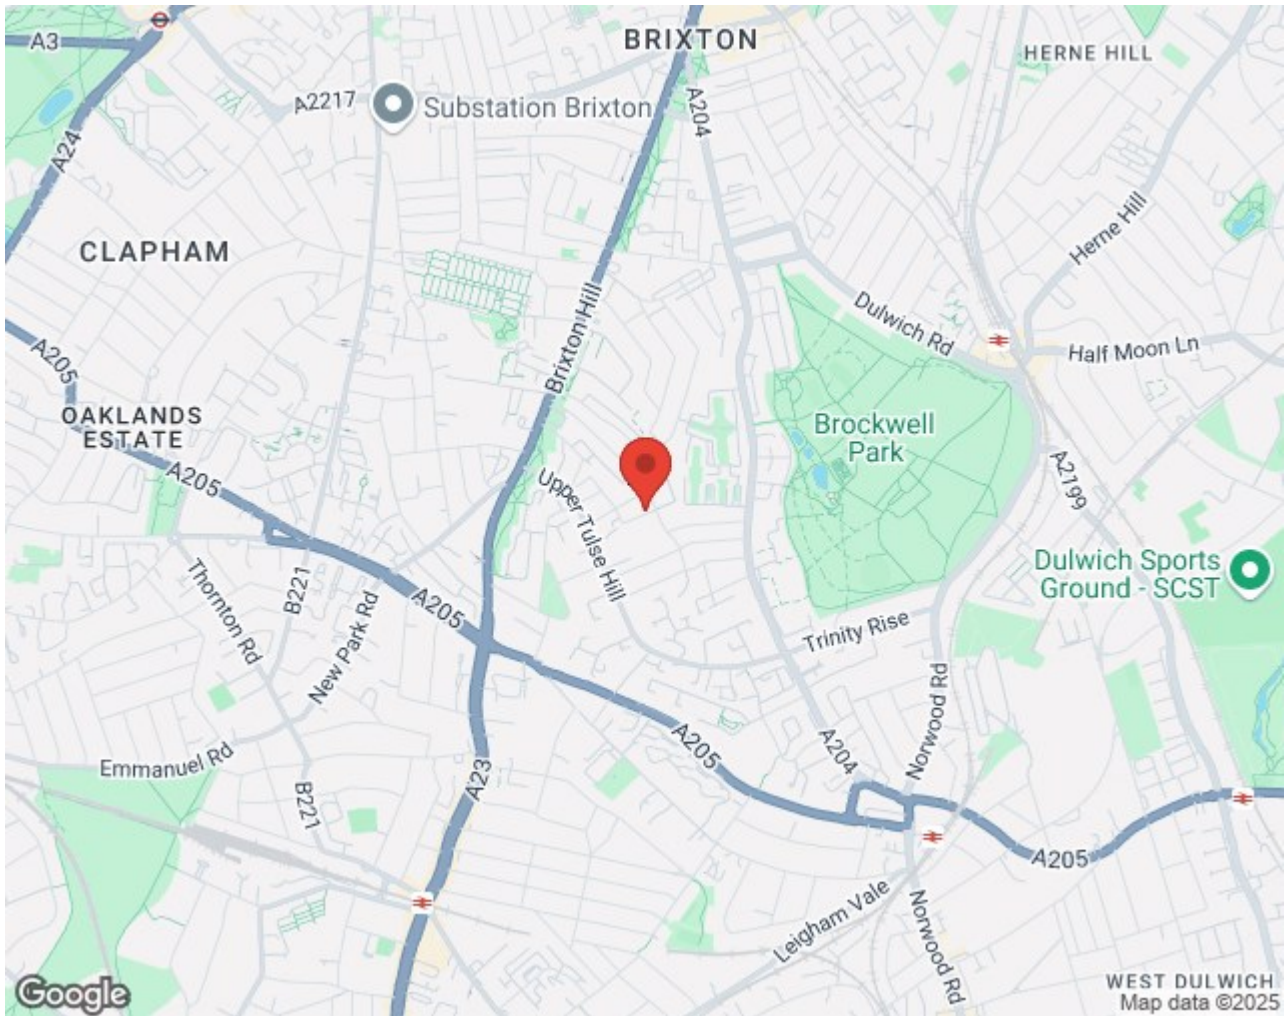 A3
BRIXTON
HERNE HILL
A2217
Substation Brixton
A204
A24
Herne Hill
CLAPHAM
Brixton Hill
Dulwich Rd
A205
Half Moon Ln
OAKLANDS
ESTATE
Brockwell
Park
A205
Upper Tulse Hill
A2199
Dulwich Sports
Ground - SCST
Thornton Rd
B221
New Park Rd
A205
Trinity Rise
Norwood Rd
Emmanuel Rd
A23
A205
A204
B221
A205
Leigham Vale
Norwood Rd
WEST DULWICH
Google
Map data ©2025